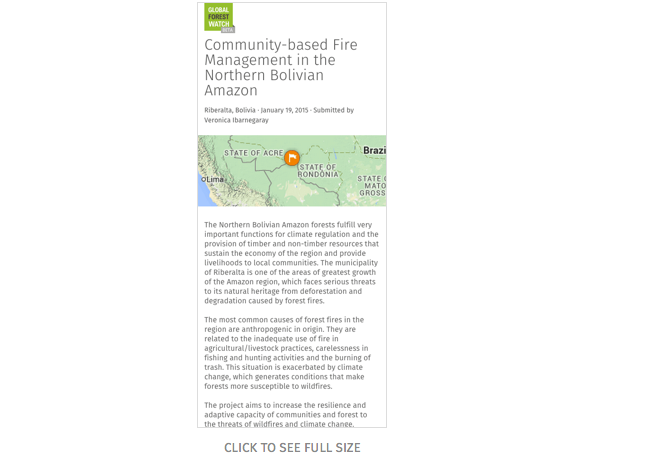 GLOBAL
FOREST
WATCH
BETA
Community-based Fire
Management in the
Northern Bolivian
Amazon
Riberalta, Bolivia · January 19, 2015 · Submitted by
Veronica Ibarnegaray
STATE OF ACRE
Brazi
STATE OF
RONDÔNIA
Lima
STATE O
MATO
GROSS
The Northern Bolivian Amazon forests fulfill very
important functions for climate regulation and the
provision of timber and non-timber resources that
sustain the economy of the region and provide
livelihoods to local communities. The municipality
of Riberalta is one of the areas of greatest growth
of the Amazon region, which faces serious threats
to its natural heritage from deforestation and
degradation caused by forest fires.
The most common causes of forest fires in the
region are anthropogenic in origin. They are
related to the inadequate use of fire in
agricultural/livestock practices, carelessness in
fishing and hunting activities and the burning of
trash. This situation is exacerbated by climate
change, which generates conditions that make
forests more susceptible to wildfires.
The project aims to increase the resilience and
adaptive capacity of communities and forest to
the threats of wildfires and climate change.
CLICK TO SEE FULL SIZE